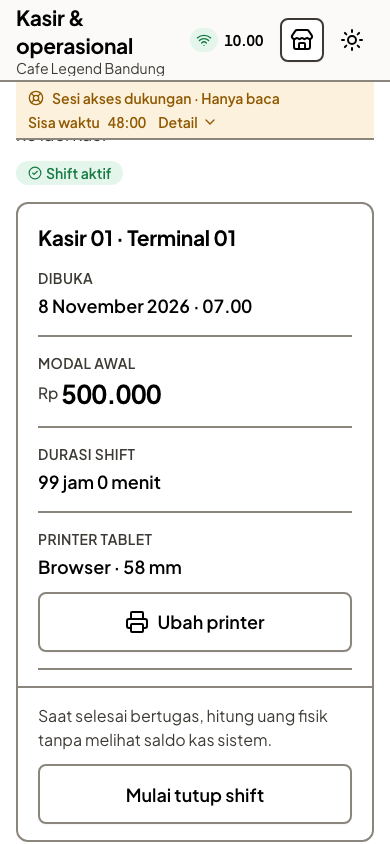 Kasir &
operasional
Cafe Legend Bandung
10.00
Sesi akses dukungan · Hanya baca
Sisa waktu 48:00 Detail
Shift aktif
Kasir 01 · Terminal 01
DIBUKA
8 November 2026 · 07.00
MODAL AWAL
Rp 500.000
DURASI SHIFT
99 jam 0 menit
PRINTER TABLET
Browser · 58 mm
Ubah printer
Saat selesai bertugas, hitung uang fisik
tanpa melihat saldo kas sistem.
Mulai tutup shift